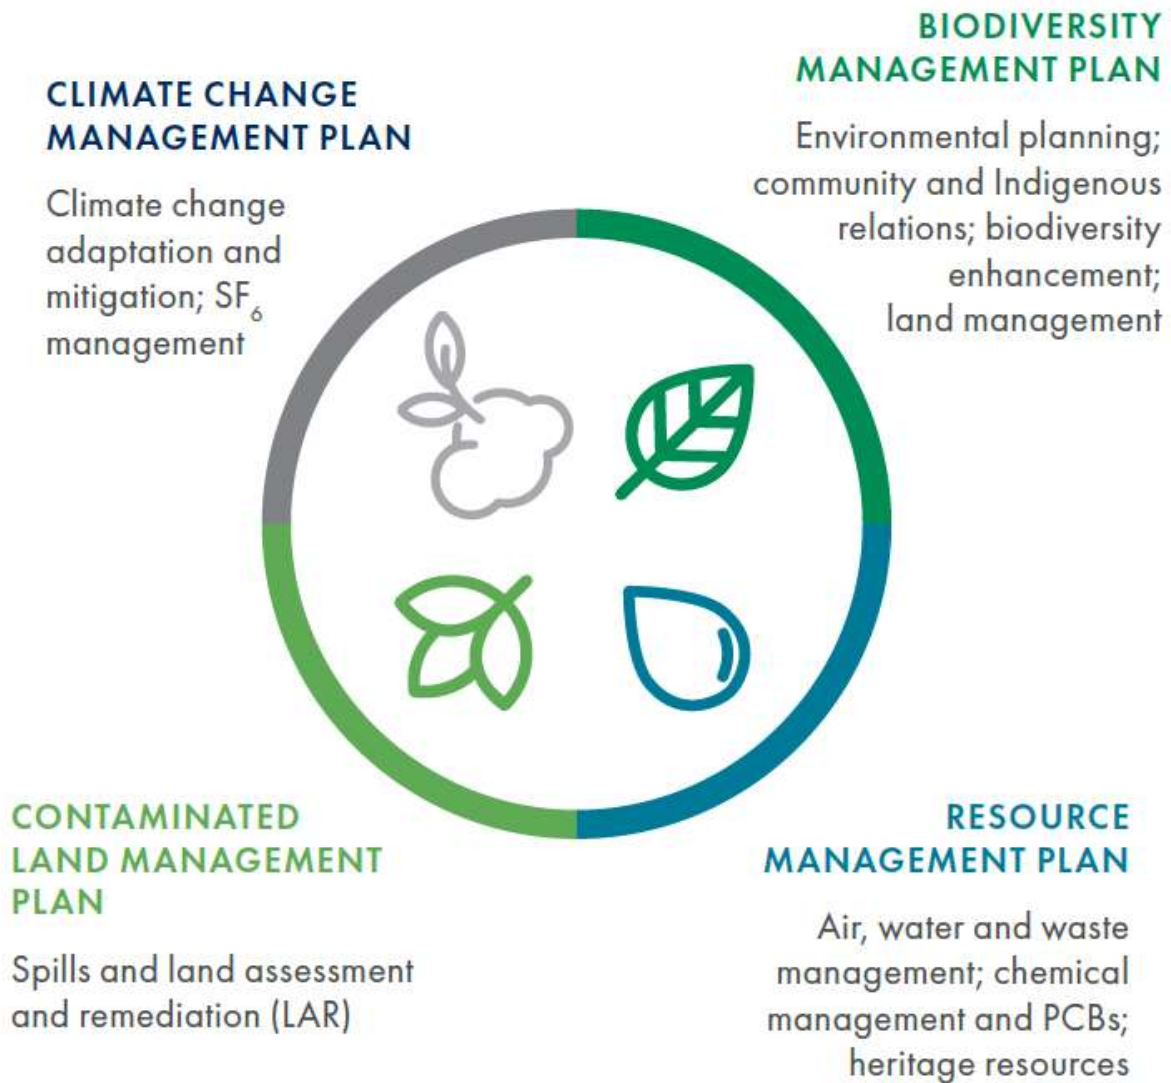 CLIMATE CHANGE
MANAGEMENT PLAN
Climate change
adaptation and
mitigation; SF₆
management
BIODIVERSITY
MANAGEMENT PLAN
Environmental planning;
community and Indigenous
relations; biodiversity
enhancement;
land management
CONTAMINATED
LAND MANAGEMENT
PLAN
Spills and land assessment
and remediation (LAR)
RESOURCE
MANAGEMENT PLAN
Air, water and waste
management; chemical
management and PCBs;
heritage resources